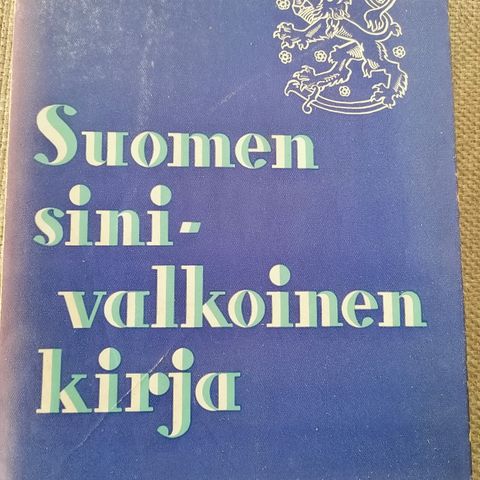 Suomen
sini-
valkoinen
kirja